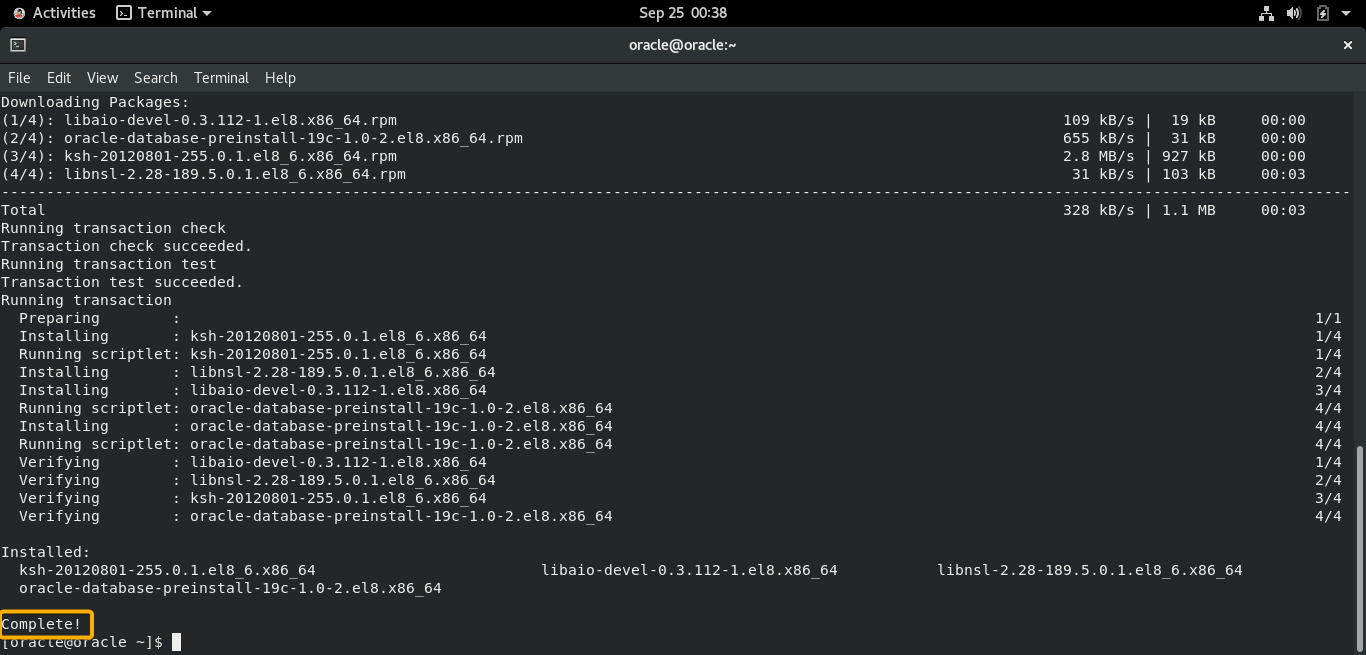 Activities Terminal Sep 25 00:38
oracle@oracle:~ ×
File Edit View Search Terminal Help
Downloading Packages:
(1/4): libaio-devel-0.3.112-1.el8.x86_64.rpm 109 kB/s | 19 kB 00:00
(2/4): oracle-database-preinstall-19c-1.0-2.el8.x86_64.rpm 655 kB/s | 31 kB 00:00
(3/4): ksh-20120801-255.0.1.el8_6.x86_64.rpm 2.8 MB/s | 927 kB 00:00
(4/4): libnsl-2.28-189.5.0.1.el8_6.x86_64.rpm 31 kB/s | 103 kB 00:03
------------------------------------------------------------------------------------------------------------------------------------------------------
Total 328 kB/s | 1.1 MB 00:03
Running transaction check
Transaction check succeeded.
Running transaction test
Transaction test succeeded.
Running transaction
Preparing : 1/1
Installing : ksh-20120801-255.0.1.el8_6.x86_64 1/4
Running scriptlet: ksh-20120801-255.0.1.el8_6.x86_64 1/4
Installing : libnsl-2.28-189.5.0.1.el8_6.x86_64 2/4
Installing : libaio-devel-0.3.112-1.el8.x86_64 3/4
Running scriptlet: oracle-database-preinstall-19c-1.0-2.el8.x86_64 4/4
Installing : oracle-database-preinstall-19c-1.0-2.el8.x86_64 4/4
Running scriptlet: oracle-database-preinstall-19c-1.0-2.el8.x86_64 4/4
Verifying : libaio-devel-0.3.112-1.el8.x86_64 1/4
Verifying : libnsl-2.28-189.5.0.1.el8_6.x86_64 2/4
Verifying : ksh-20120801-255.0.1.el8_6.x86_64 3/4
Verifying : oracle-database-preinstall-19c-1.0-2.el8.x86_64 4/4
Installed:
ksh-20120801-255.0.1.el8_6.x86_64 libaio-devel-0.3.112-1.el8.x86_64 libnsl-2.28-189.5.0.1.el8_6.x86_64
oracle-database-preinstall-19c-1.0-2.el8.x86_64
Complete!
[oracle@oracle ~]$